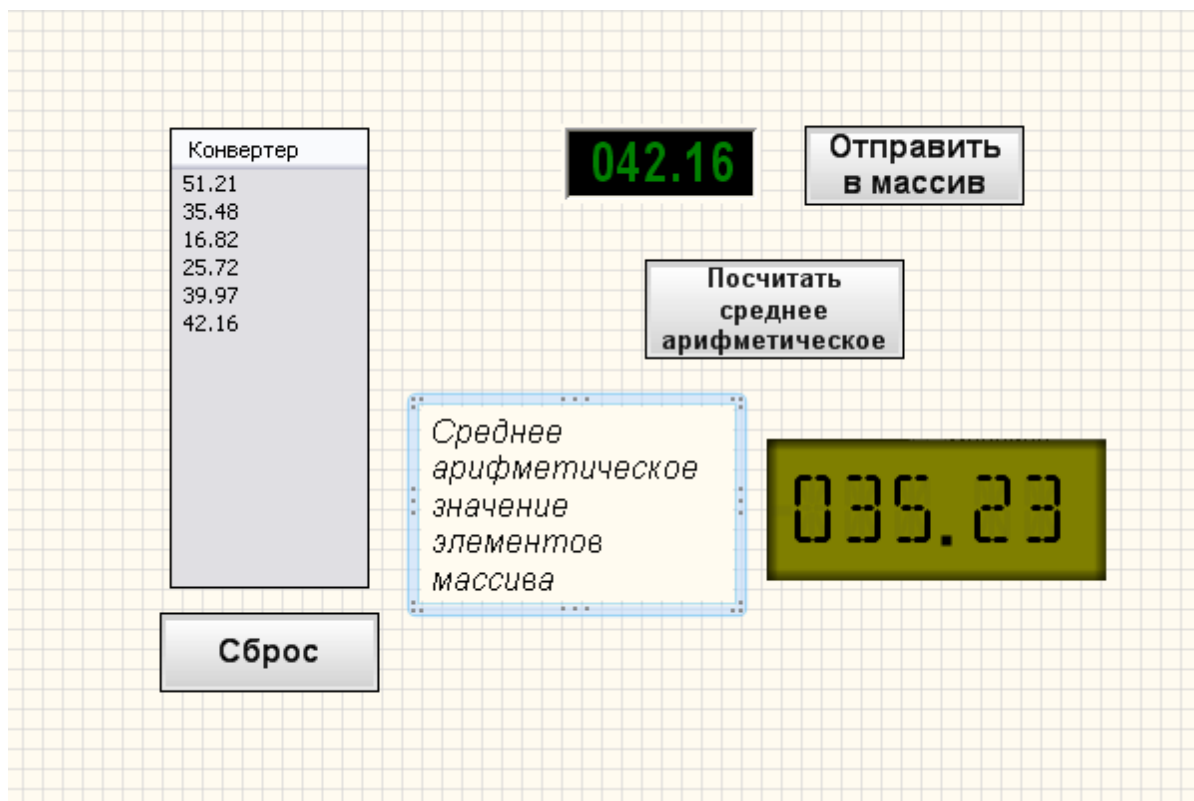 Конвертер
51.21
35.48
16.82
25.72
39.97
42.16
042.16
Отправить
в массив
Посчитать
среднее
арифметическое
Среднее
арифметическое
значение
элементов
массива
035.23
Сброс